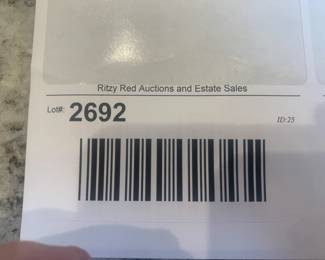 Ritzy Red Auctions and Estate Sales
Lot#: 2692 ID:25